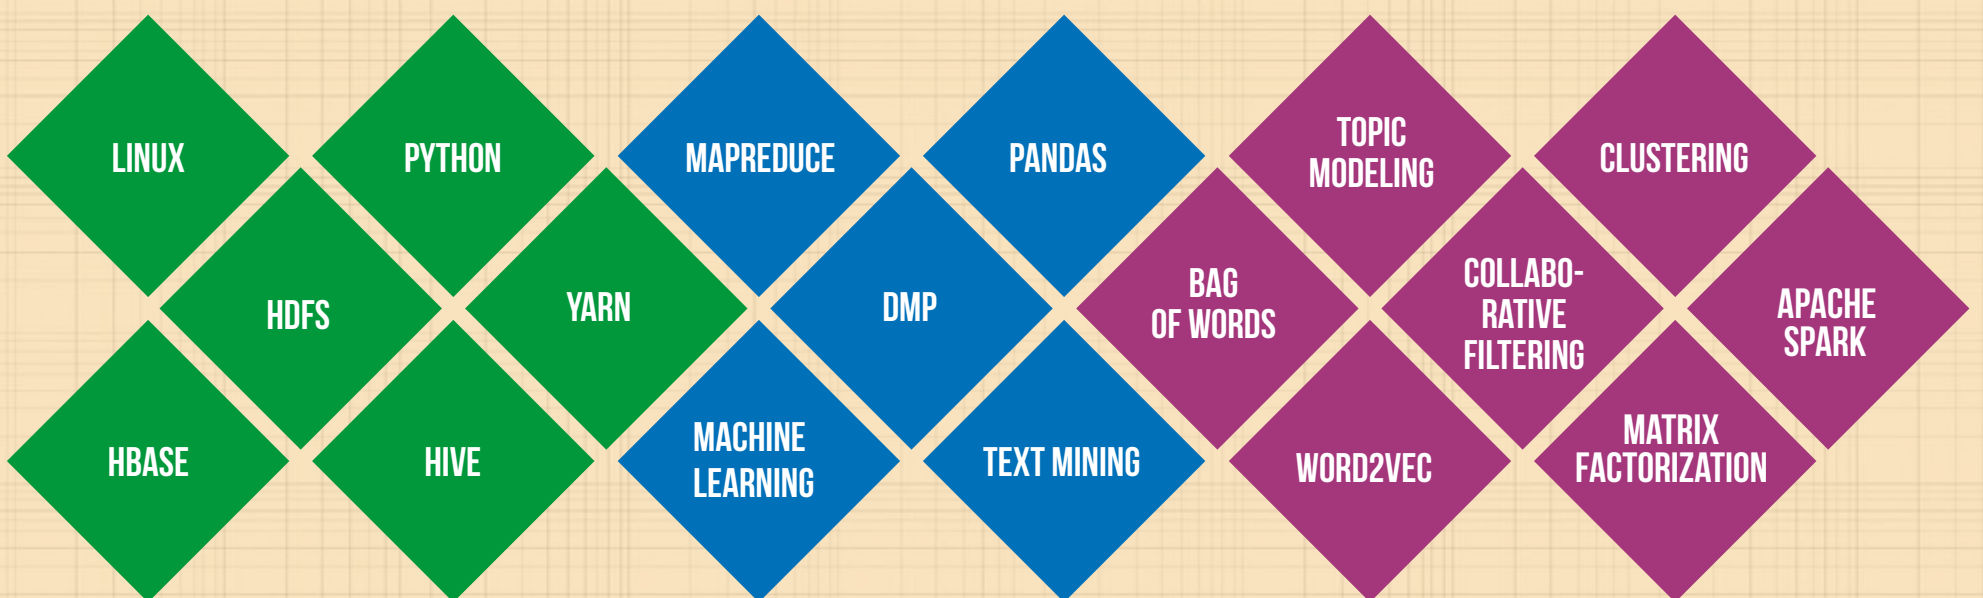 LINUX
PYTHON
MAPREDUCE
PANDAS
TOPIC
MODELING
CLUSTERING
HDFS
YARN
DMP
BAG
OF WORDS
COLLABO-
RATIVE
FILTERING
APACHE
SPARK
HBASE
HIVE
MACHINE
LEARNING
TEXT MINING
WORD2VEC
MATRIX
FACTORIZATION